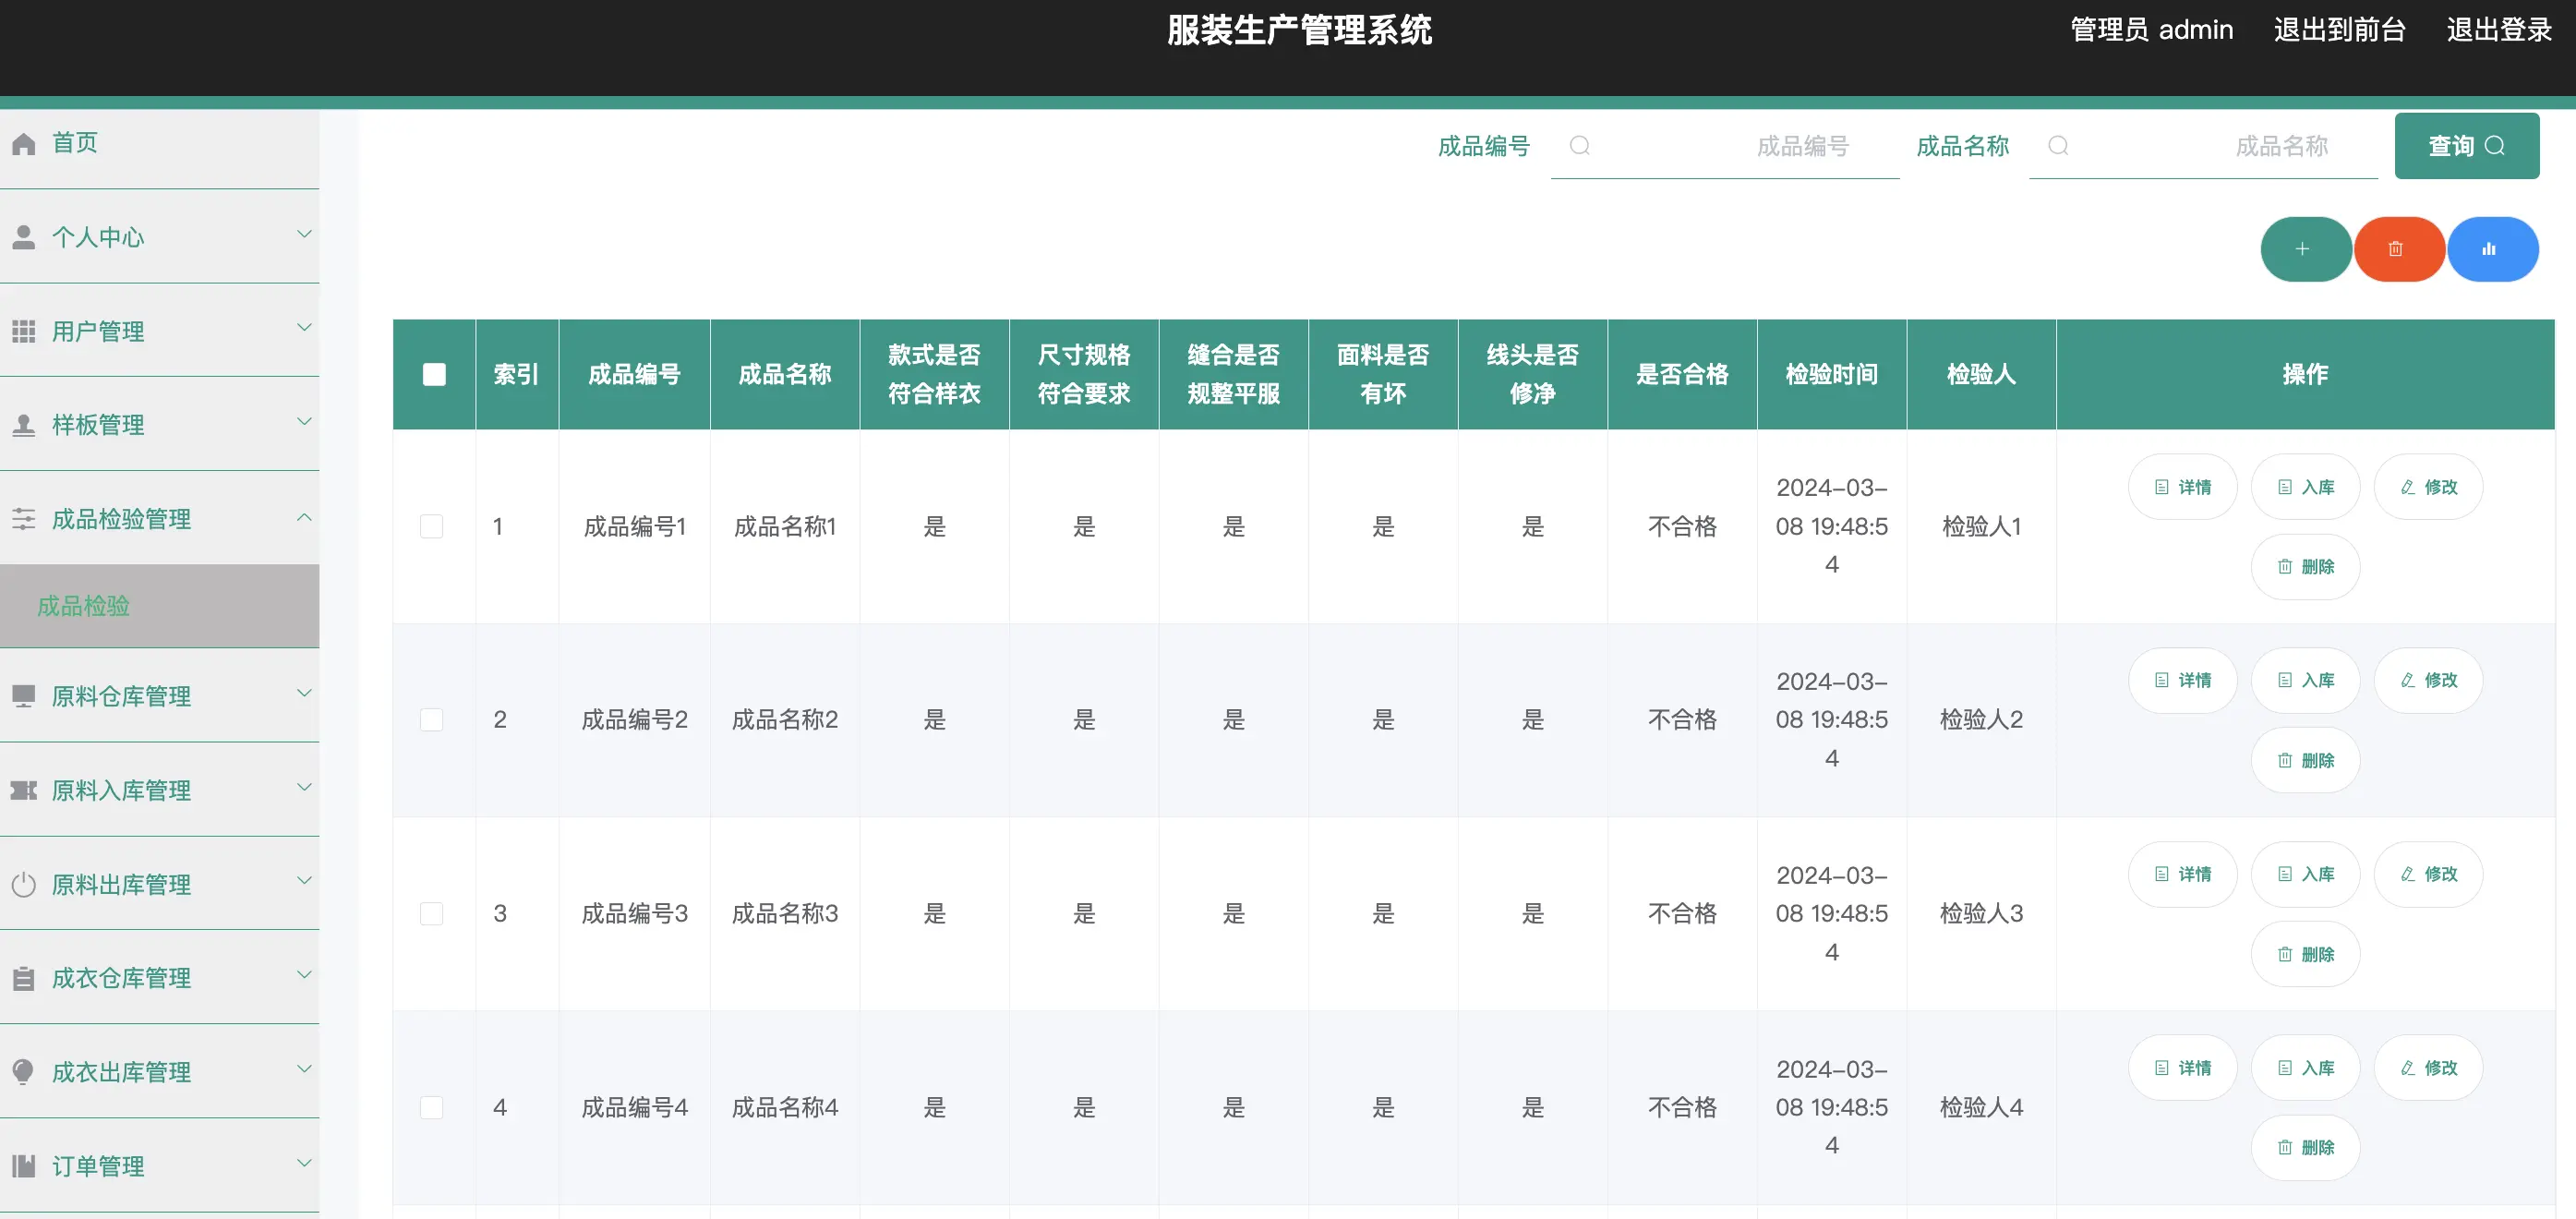 服装生产管理系统
管理员 admin 退出到前台 退出登录
首页
个人中心
用户管理
样板管理
成品检验管理
成品检验
原料仓库管理
原料入库管理
原料出库管理
成衣仓库管理
成衣出库管理
订单管理
成品编号 成品编号 成品名称 成品名称 查询
索引 成品编号 成品名称 款式是否 尺寸规格 缝合是否 面料是否 线头是否 是否合格 检验时间 检验人 操作
符合样衣 符合要求 规整平服 有坏 修净
2024-03-
详情 入库 修改
1 成品编号1 成品名称1 是 是 是 是 是 不合格 08 19:48:5 检验人1
4
删除
2024-03-
详情 入库 修改
2 成品编号2 成品名称2 是 是 是 是 是 不合格 08 19:48:5 检验人2
4
删除
2024-03-
详情 入库 修改
3 成品编号3 成品名称3 是 是 是 是 是 不合格 08 19:48:5 检验人3
4
删除
2024-03-
详情 入库 修改
4 成品编号4 成品名称4 是 是 是 是 是 不合格 08 19:48:5 检验人4
4
删除